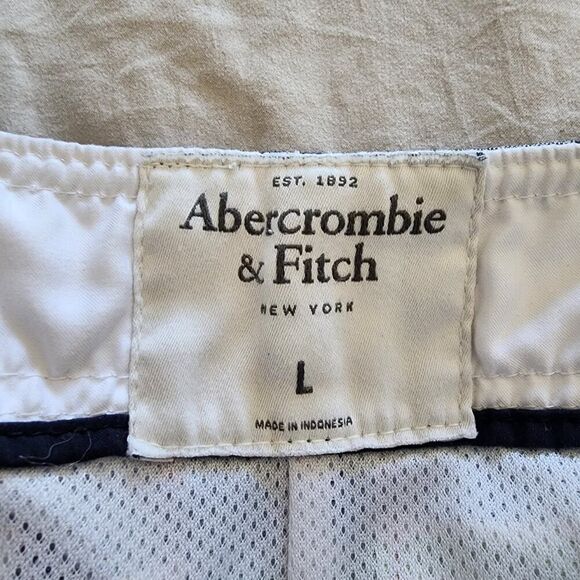 EST. 1892
Abercrombie
& Fitch
NEW YORK
L
MADE IN INDONESIA